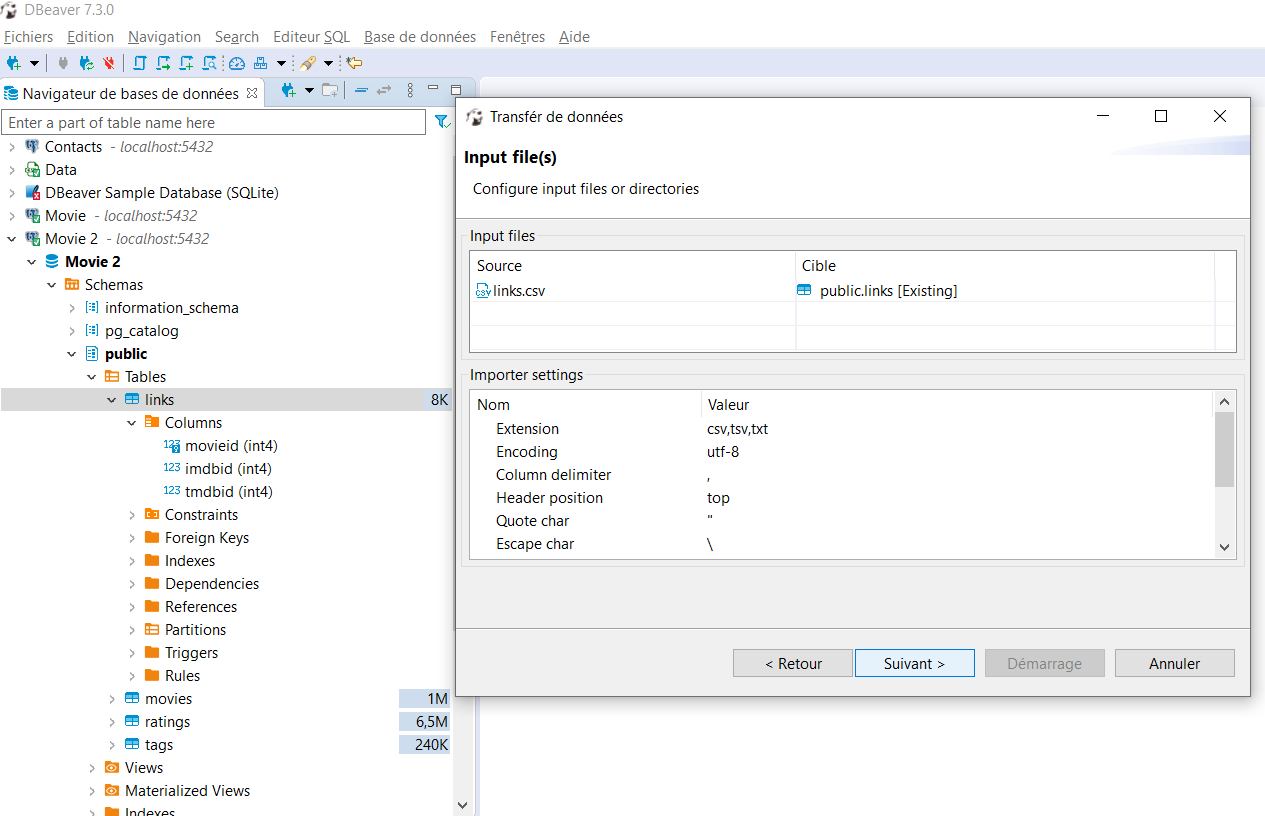 DBeaver 7.3.0
Fichiers Edition Navigation Search Editeur SQL Base de données Fenêtres Aide
Navigateur de bases de données
Enter a part of table name here
Contacts - localhost:5432
Data
DBeaver Sample Database (SQLite)
Movie - localhost:5432
Movie 2 - localhost:5432
Movie 2
Schemas
information_schema
pg_catalog
public
Tables
links 8K
Columns
123 movieid (int4)
123 imdbid (int4)
123 tmdbid (int4)
Constraints
Foreign Keys
Indexes
Dependencies
References
Partitions
Triggers
Rules
movies 1M
ratings 6,5M
tags 240K
Views
Materialized Views
Indexes
Transfér de données
Input file(s)
Configure input files or directories
Input files
Source Cible
CSV links.csv public.links [Existing]
Importer settings
Nom Valeur
Extension csv,tsv,txt
Encoding utf-8
Column delimiter ,
Header position top
Quote char "
Escape char \
< Retour Suivant > Démarrage Annuler